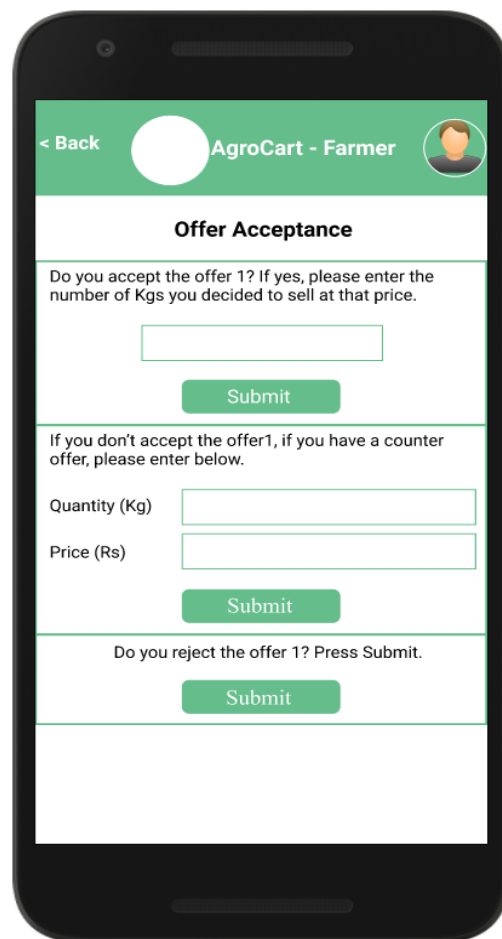 < Back
AgroCart - Farmer
Offer Acceptance
Do you accept the offer 1? If yes, please enter the
number of Kgs you decided to sell at that price.
Submit
If you don't accept the offer1, if you have a counter
offer, please enter below.
Quantity (Kg)
Price (Rs)
Submit
Do you reject the offer 1? Press Submit.
Submit